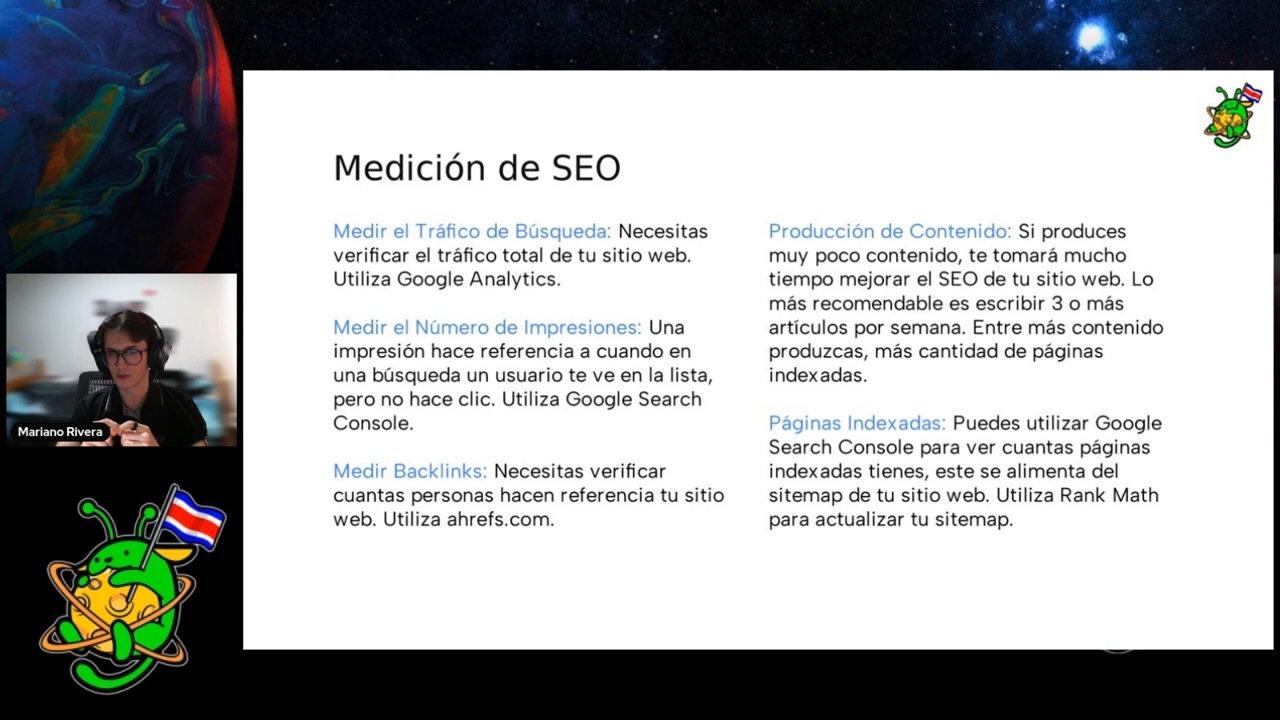 Medición de SEO
Medir el Tráfico de Búsqueda: Necesitas
verificar el tráfico total de tu sitio web.
Utiliza Google Analytics.
Medir el Número de Impresiones: Una
impresión hace referencia a cuando en
una búsqueda un usuario te ve en la lista,
pero no hace clic. Utiliza Google Search
Console.
Medir Backlinks: Necesitas verificar
cuantas personas hacen referencia tu sitio
web. Utiliza ahrefs.com.
Producción de Contenido: Si produces
muy poco contenido, te tomará mucho
tiempo mejorar el SEO de tu sitio web. Lo
más recomendable es escribir 3 o más
artículos por semana. Entre más contenido
produzcas, más cantidad de páginas
indexadas.
Páginas Indexadas: Puedes utilizar Google
Search Console para ver cuantas páginas
indexadas tienes, este se alimenta del
sitemap de tu sitio web. Utiliza Rank Math
para actualizar tu sitemap.
Mariano Rivera